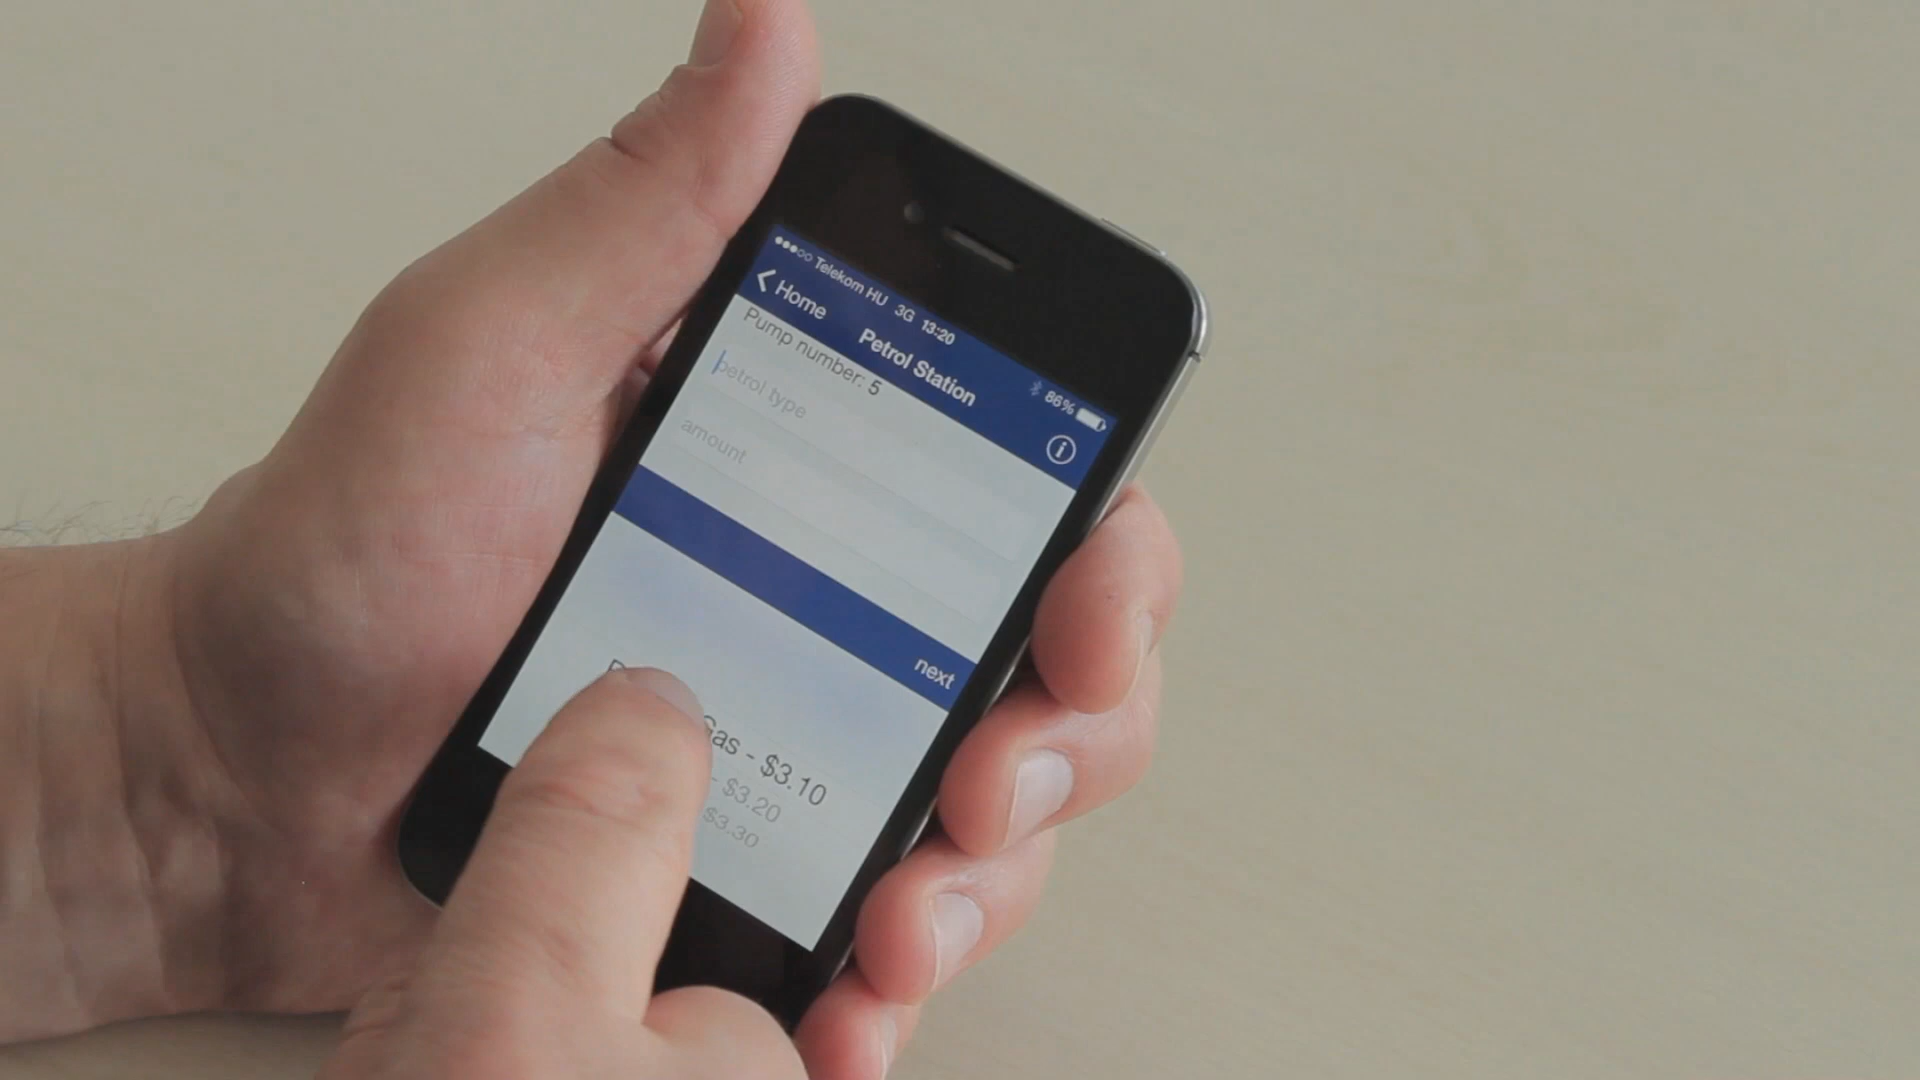 Telekom HU 3G 13:20 86%
Home Petrol Station
Pump number: 5
petrol type
amount
next
Gas - $3.10
- $3.20
$3.30